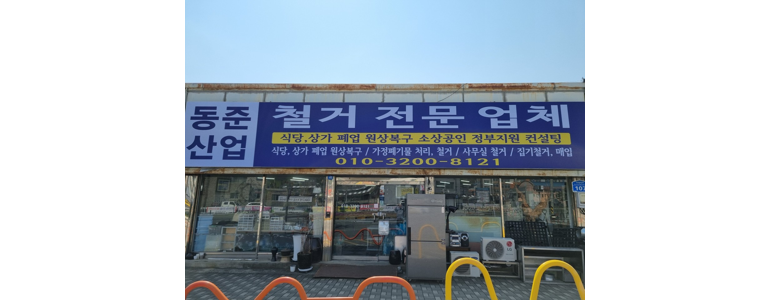 동준
산업
철거 전문 업체
식당,상가 폐업 원상복구 소상공인 정부지원 컨설팅
식당, 상가 폐업 원상복구 / 가정폐기물 처리, 철거 / 사무실 철거 / 집기철거, 매입
010-3200-8121